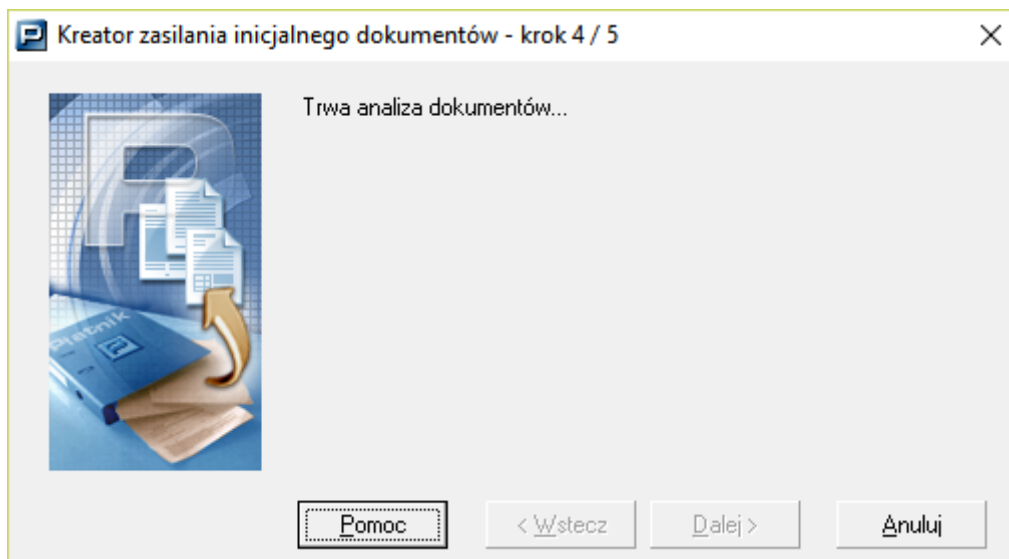 Kreator zasilania inicjalnego dokumentów - krok 4 / 5
Trwa analiza dokumentów...
Płatnik
Pomoc
< Wstecz
Dalej >
Anuluj